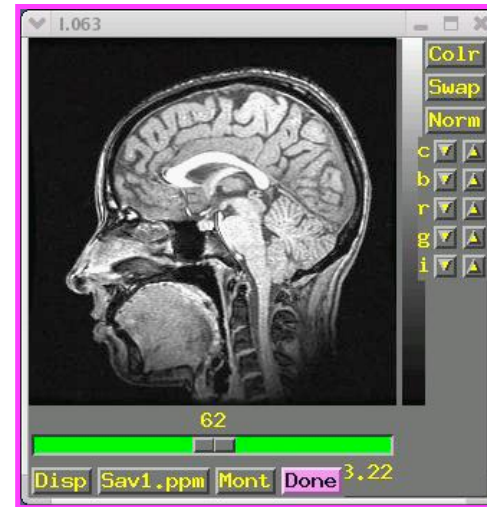 I.063
Colr
Swap
Norm
c
b
r
g
i
62
3.22
Disp Sav1.ppm Mont Done